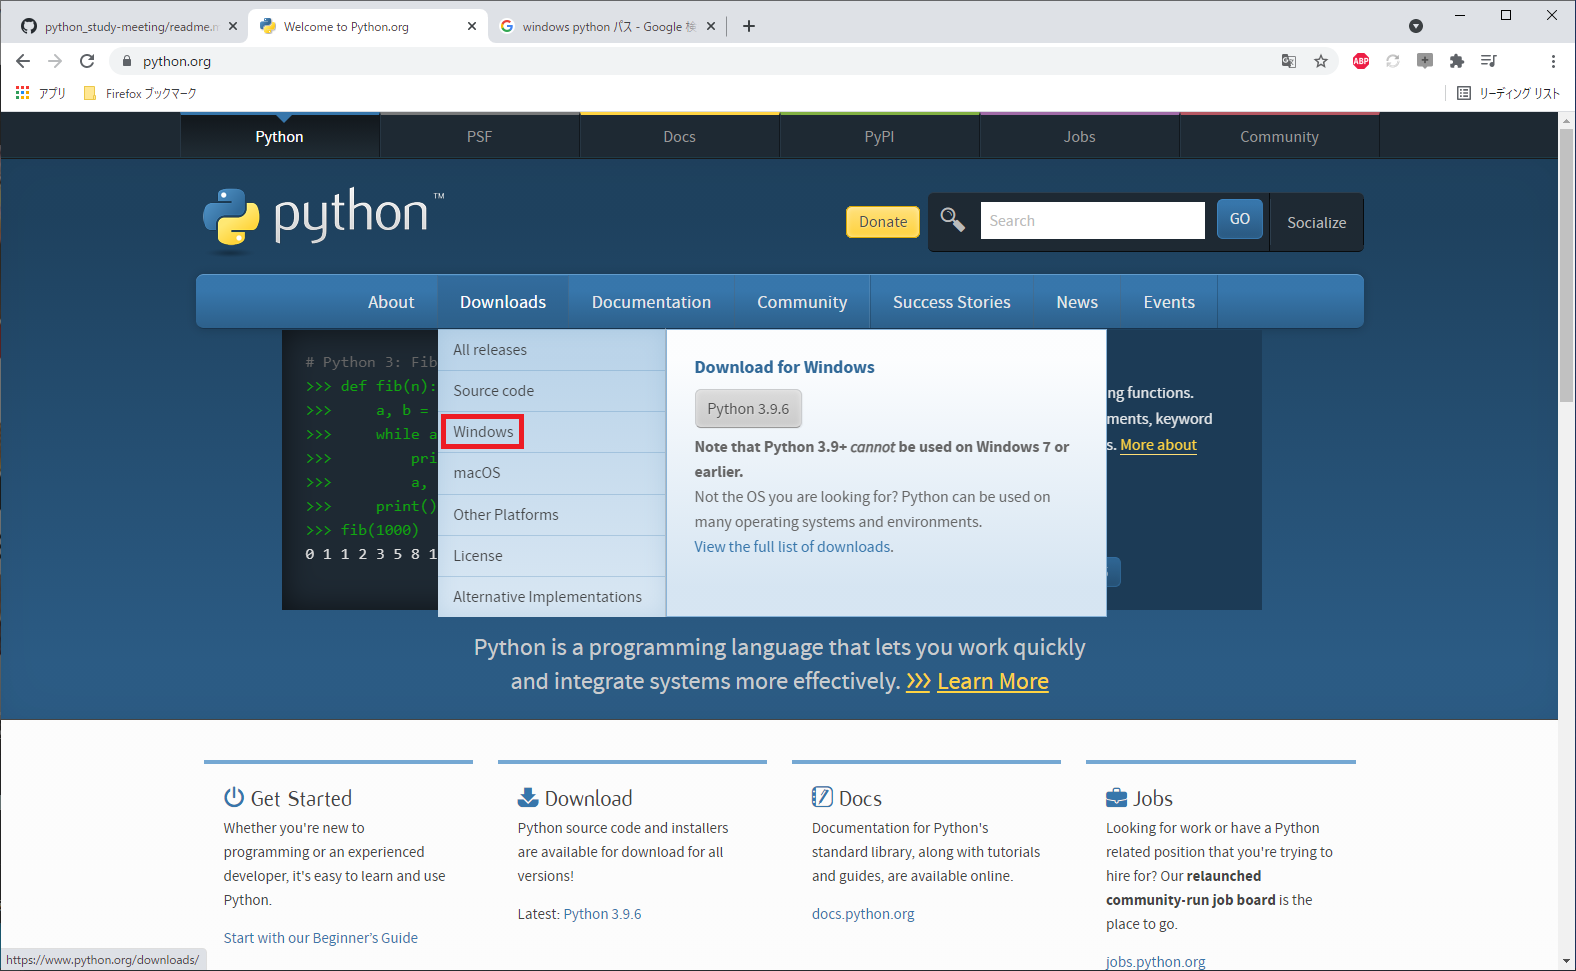 python_study-meeting/readme.m
Welcome to Python.org
windows python パス - Google 検
python.org
ABP
アプリ
Firefox ブックマーク
リーディング リスト
Python
PSF
Docs
PyPI
Jobs
Community
python™
Donate
Search
GO
Socialize
About
Downloads
Documentation
Community
Success Stories
News
Events
# Python 3: Fib
>>> def fib(n):
>>> a, b =
>>> while a
>>> pri
>>> a,
>>> print()
>>> fib(1000)
0 1 1 2 3 5 8 1
All releases
Source code
Windows
macOS
Other Platforms
License
Alternative Implementations
Download for Windows
Python 3.9.6
Note that Python 3.9+ cannot be used on Windows 7 or
earlier.
Not the OS you are looking for? Python can be used on
many operating systems and environments.
View the full list of downloads.
ng functions.
ments, keyword
s. More about
Python is a programming language that lets you work quickly
and integrate systems more effectively. >>> Learn More
Get Started
Whether you're new to
programming or an experienced
developer, it's easy to learn and use
Python.
Start with our Beginner's Guide
Download
Python source code and installers
are available for download for all
versions!
Latest: Python 3.9.6
Docs
Documentation for Python's
standard library, along with tutorials
and guides, are available online.
docs.python.org
Jobs
Looking for work or have a Python
related position that you're trying to
hire for? Our relaunched
community-run job board is the
place to go.
jobs.python.org
https://www.python.org/downloads/